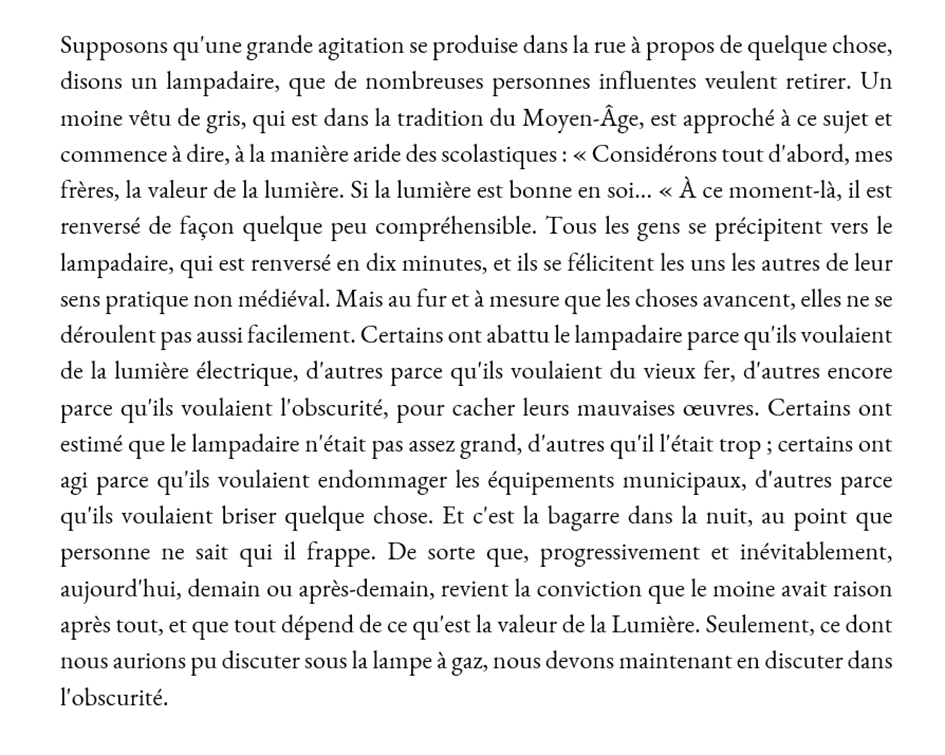 Supposons qu'une grande agitation se produise dans la rue à propos de quelque chose,
disons un lampadaire, que de nombreuses personnes influentes veulent retirer. Un
moine vêtu de gris, qui est dans la tradition du Moyen-Âge, est approché à ce sujet et
commence à dire, à la manière aride des scolastiques : « Considérons tout d'abord, mes
frères, la valeur de la lumière. Si la lumière est bonne en soi... « À ce moment-là, il est
renversé de façon quelque peu compréhensible. Tous les gens se précipitent vers le
lampadaire, qui est renversé en dix minutes, et ils se félicitent les uns les autres de leur
sens pratique non médiéval. Mais au fur et à mesure que les choses avancent, elles ne se
déroulent pas aussi facilement. Certains ont abattu le lampadaire parce qu'ils voulaient
de la lumière électrique, d'autres parce qu'ils voulaient du vieux fer, d'autres encore
parce qu'ils voulaient l'obscurité, pour cacher leurs mauvaises œuvres. Certains ont
estimé que le lampadaire n'était pas assez grand, d'autres qu'il l'était trop ; certains ont
agi parce qu'ils voulaient endommager les équipements municipaux, d'autres parce
qu'ils voulaient briser quelque chose. Et c'est la bagarre dans la nuit, au point que
personne ne sait qui il frappe. De sorte que, progressivement et inévitablement,
aujourd'hui, demain ou après-demain, revient la conviction que le moine avait raison
après tout, et que tout dépend de ce qu'est la valeur de la Lumière. Seulement, ce dont
nous aurions pu discuter sous la lampe à gaz, nous devons maintenant en discuter dans
l'obscurité.